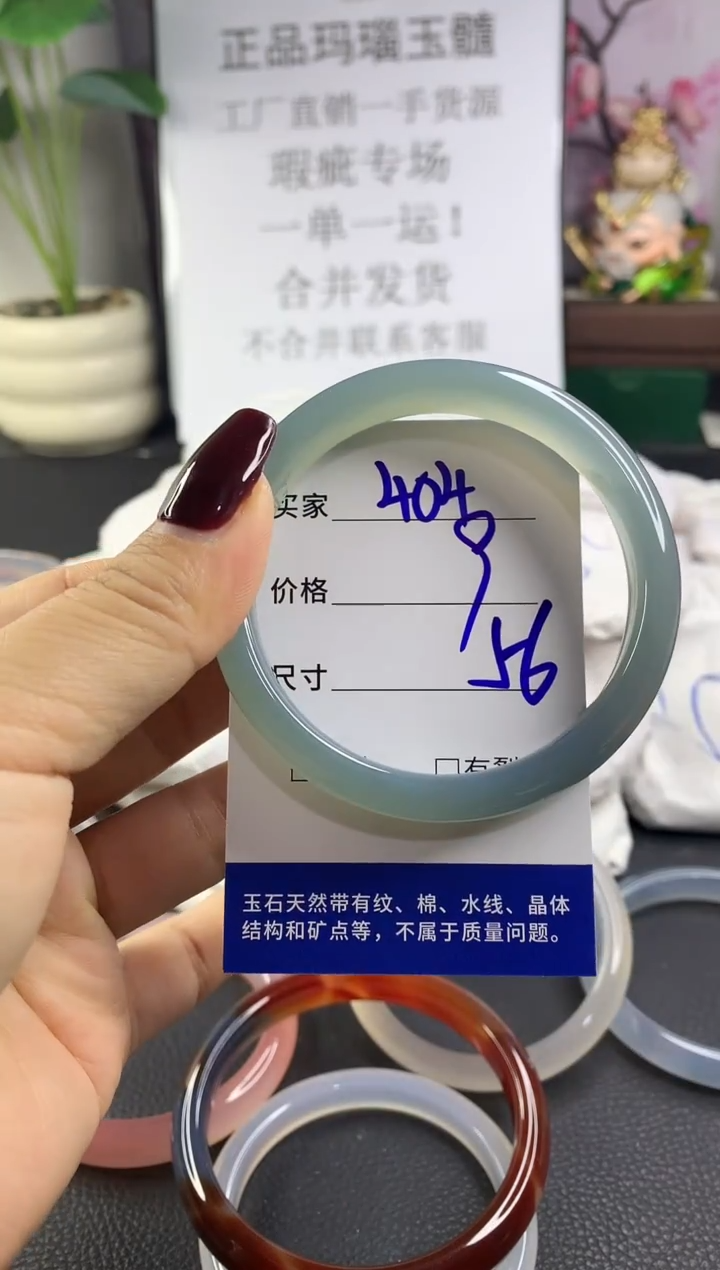 正品玛瑙玉髓
工厂直销一手货源
瑕疵专场
一单一运！
合并发货
不合并联系客服
买家 404
价格 9
尺寸 56
□有裂
玉石天然带有纹、棉、水线、晶体
结构和矿点等，不属于质量问题。